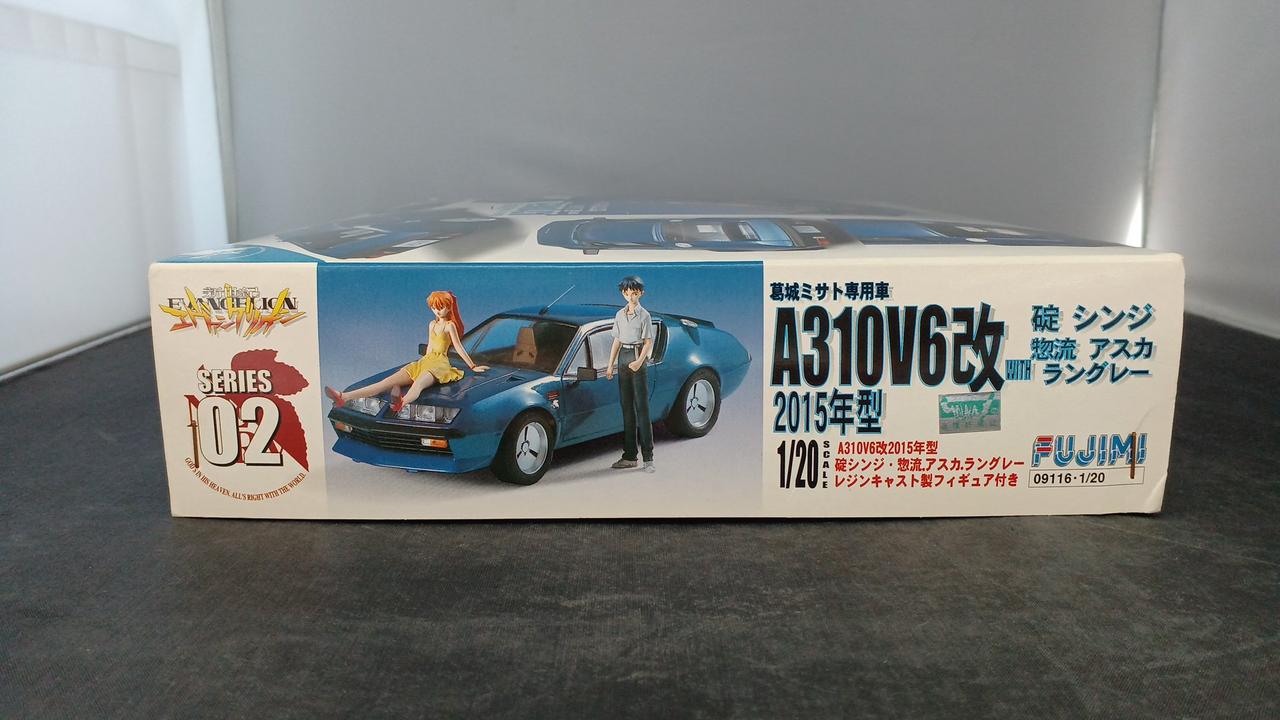 新世紀
EVANGELION
エヴァンゲリオン
SERIES
02
GOD'S IN HIS HEAVEN. ALL'S RIGHT WITH THE WORLD.
葛城ミサト専用車
A310V6改
2015年型
WITH
碇 シンジ
惣流 アスカ
ラングレー
1/20 SCALE
A310V6改2015年型
碇シンジ・惣流.アスカ.ラングレー
レジンキャスト製フィギュア付き
FUJIMI
09116・1/20